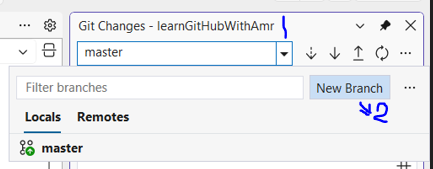 Git Changes - learnGitHubWithAmr
1
master
Filter branches
New Branch
2
Locals Remotes
master